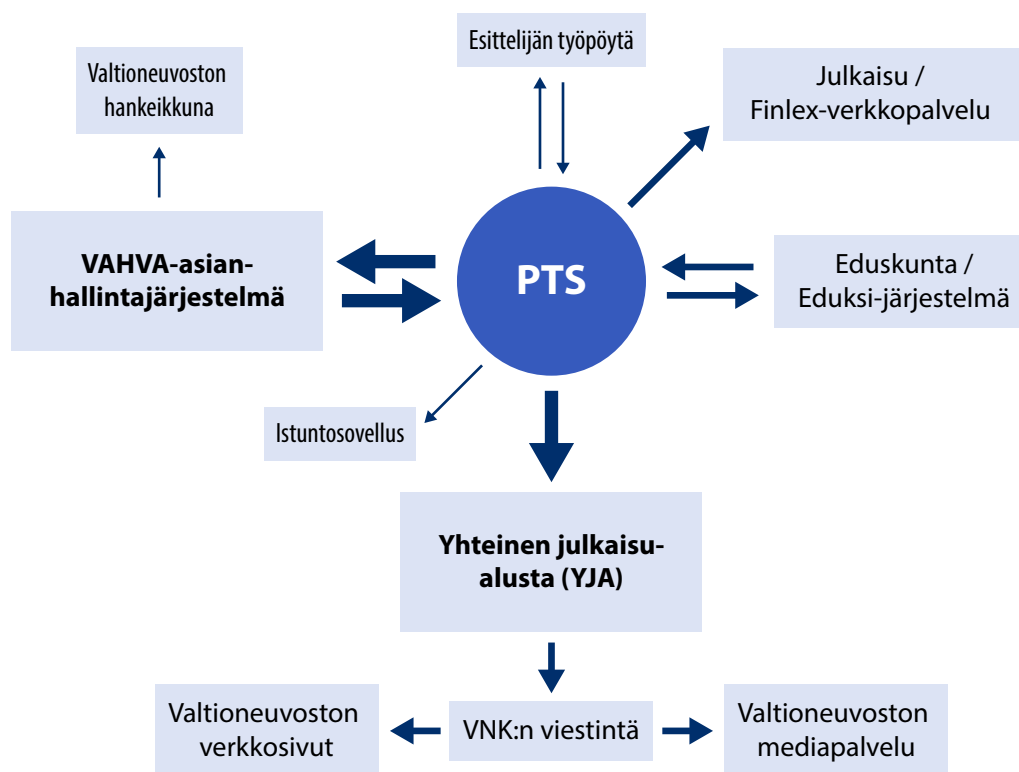 Esittelijän työpöytä
Valtioneuvoston
hankeikkuna
Julkaisu /
Finlex-verkkopalvelu
VAHVA-asian-
hallintajärjestelmä
PTS
Eduskunta /
Eduksi-järjestelmä
Istuntosovellus
Yhteinen julkaisu-
alusta (YJA)
Valtioneuvoston
verkkosivut
VNK:n viestintä
Valtioneuvoston
mediapalvelu